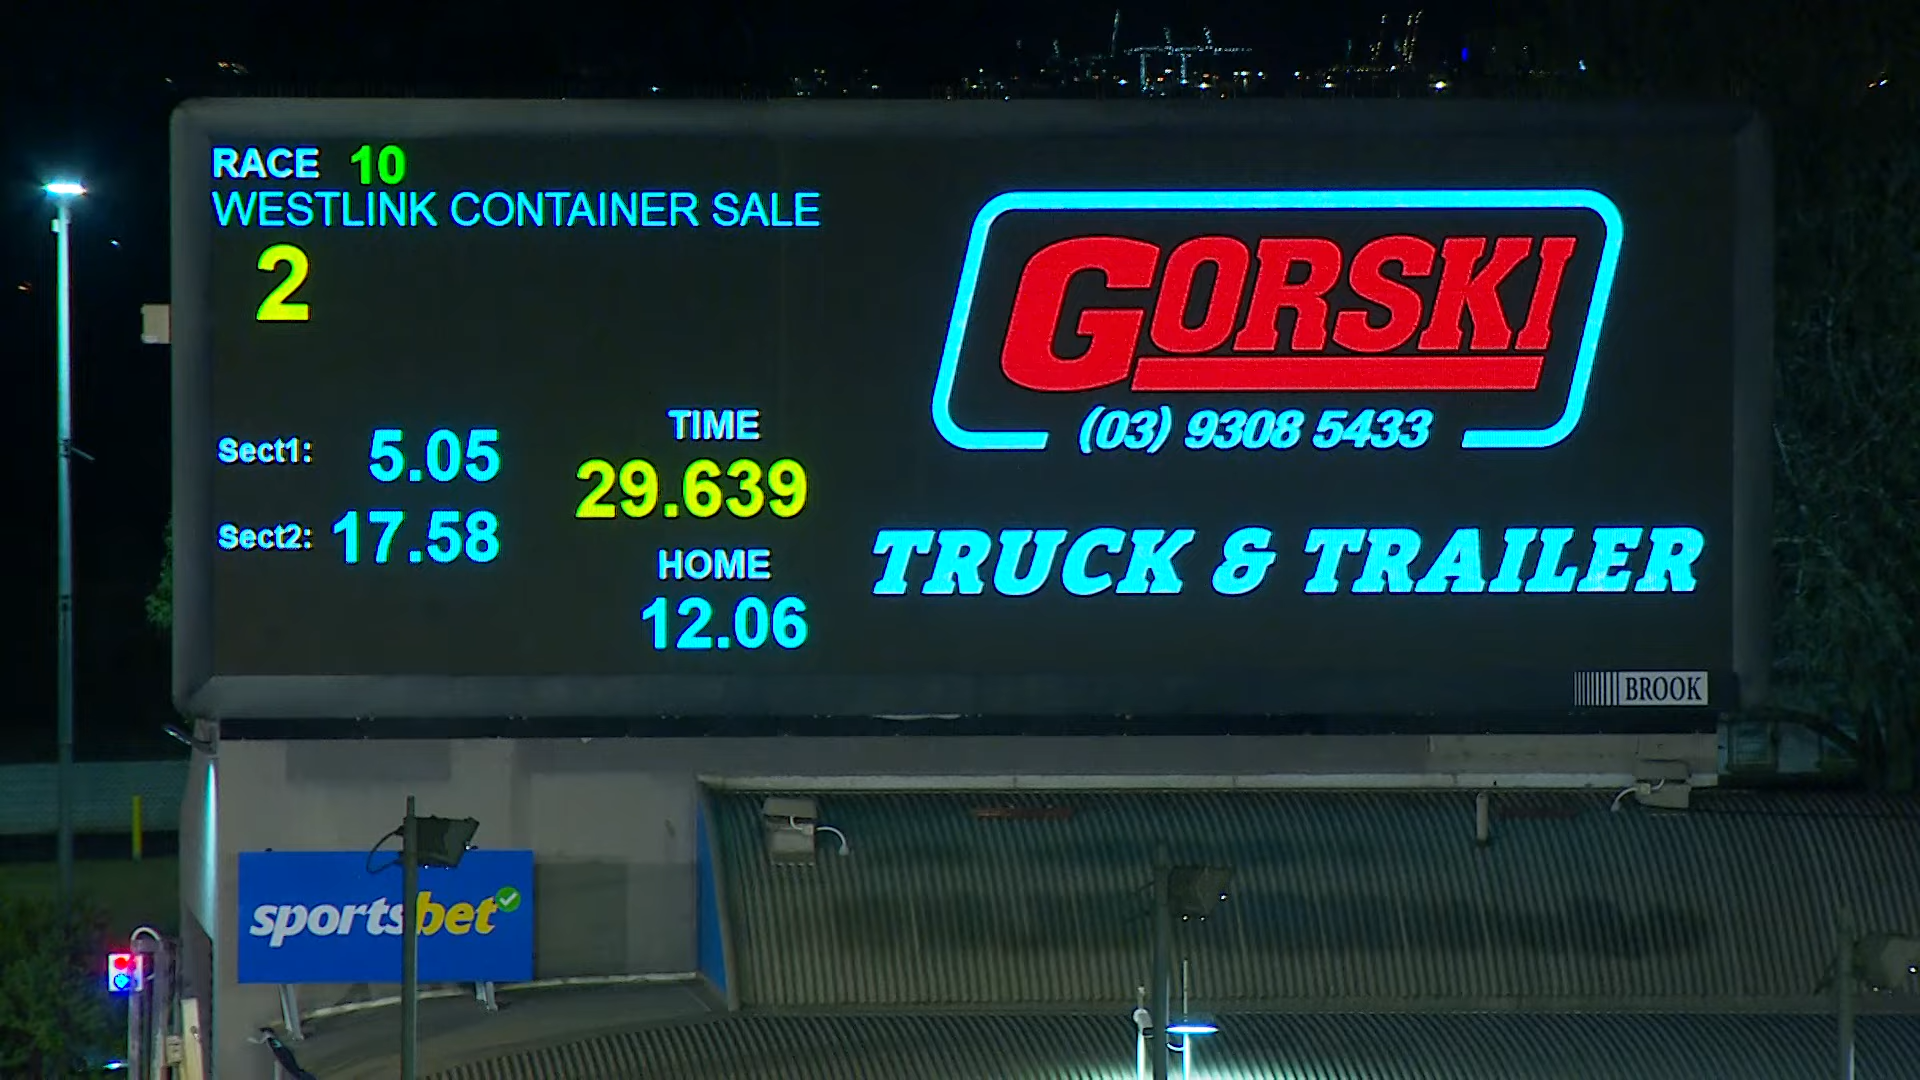 RACE 10
WESTLINK CONTAINER SALE
2
Sect1: 5.05
Sect2: 17.58
TIME
29.639
HOME
12.06
GORSKI
(03) 9308 5433
TRUCK & TRAILER
BROOK
sportsbet